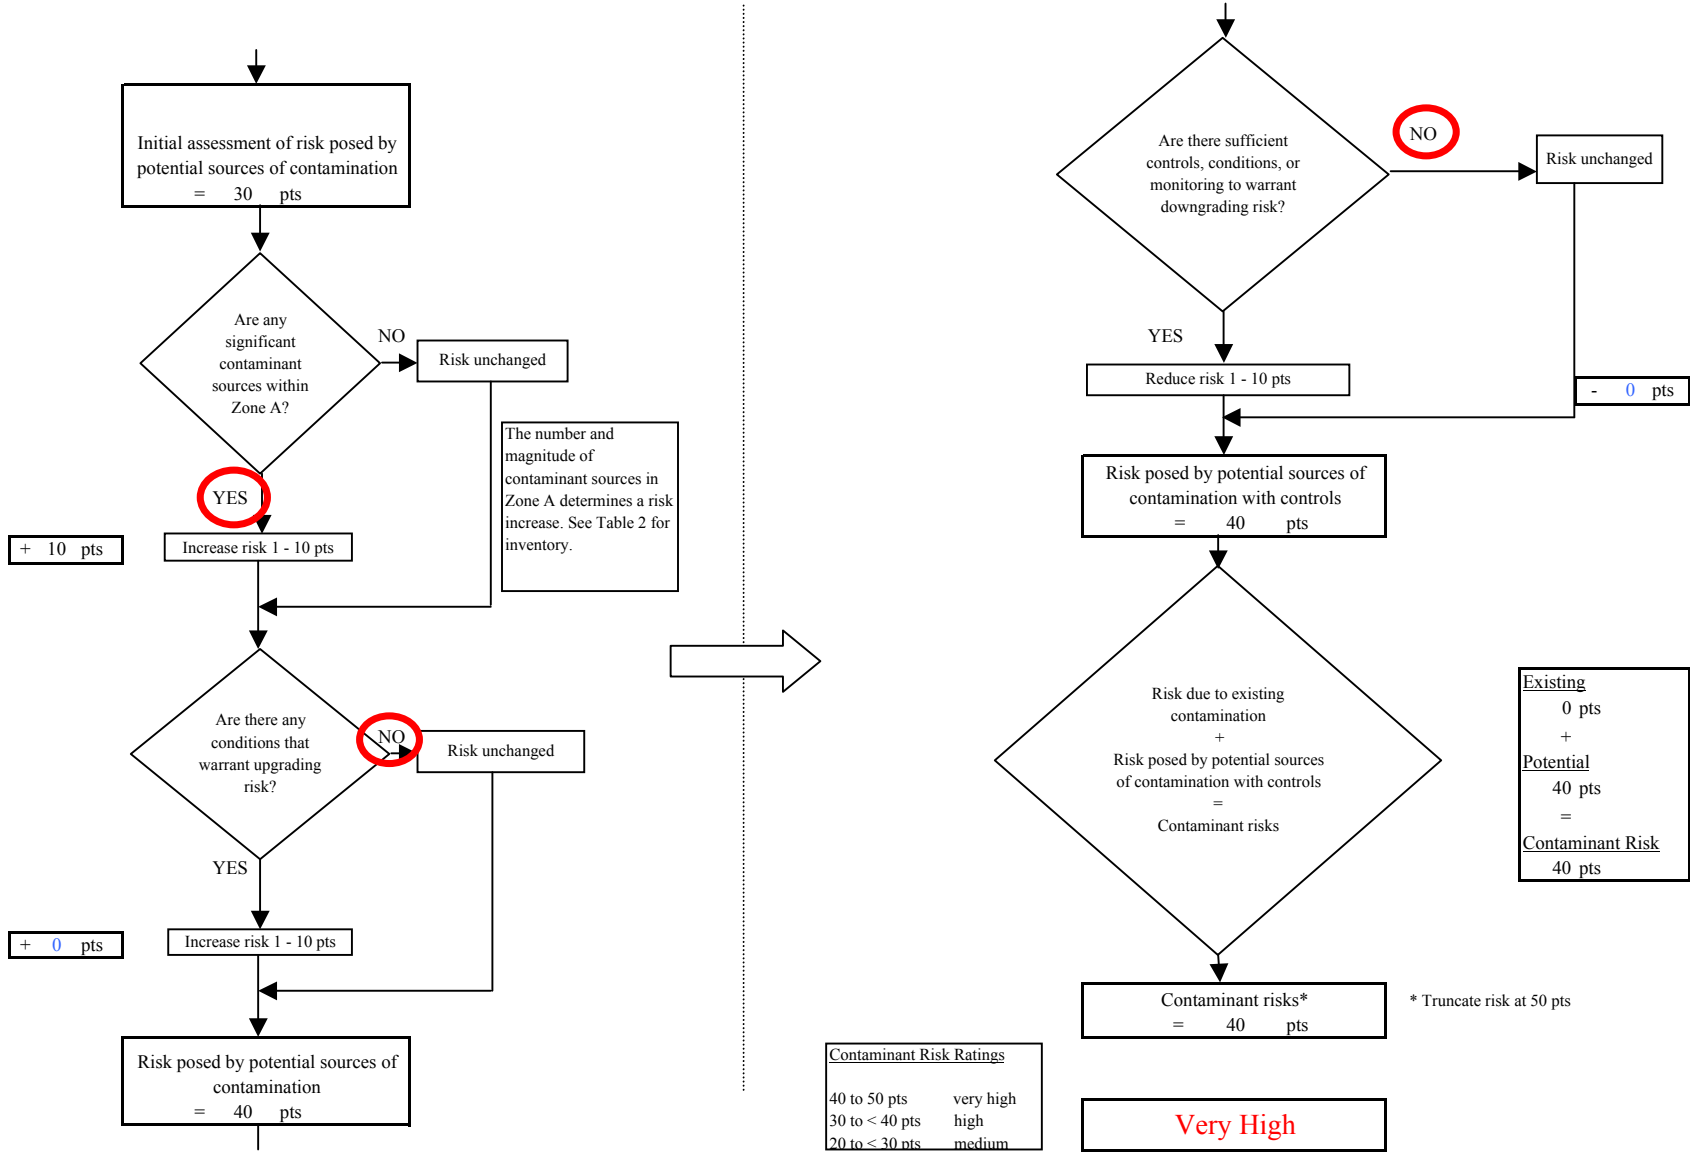 Initial assessment of risk posed by
potential sources of contamination
= 30 pts
Are any
significant
contaminant
sources within
Zone A?
NO
Risk unchanged
The number and
magnitude of
contaminant sources in
Zone A determines a risk
increase. See Table 2 for
inventory.
YES
+ 10 pts
Increase risk 1 - 10 pts
Are there any
conditions that
warrant upgrading
risk?
NO
Risk unchanged
YES
+ 0 pts
Increase risk 1 - 10 pts
Risk posed by potential sources of
contamination
= 40 pts
Are there sufficient
controls, conditions, or
monitoring to warrant
downgrading risk?
NO
Risk unchanged
YES
Reduce risk 1 - 10 pts
- 0 pts
Risk posed by potential sources of
contamination with controls
= 40 pts
Risk due to existing
contamination
+
Risk posed by potential sources
of contamination with controls
=
Contaminant risks
Existing
0 pts
+
Potential
40 pts
=
Contaminant Risk
40 pts
Contaminant risks*
= 40 pts
* Truncate risk at 50 pts
Contaminant Risk Ratings
40 to 50 pts very high
30 to < 40 pts high
20 to < 30 pts medium
Very High